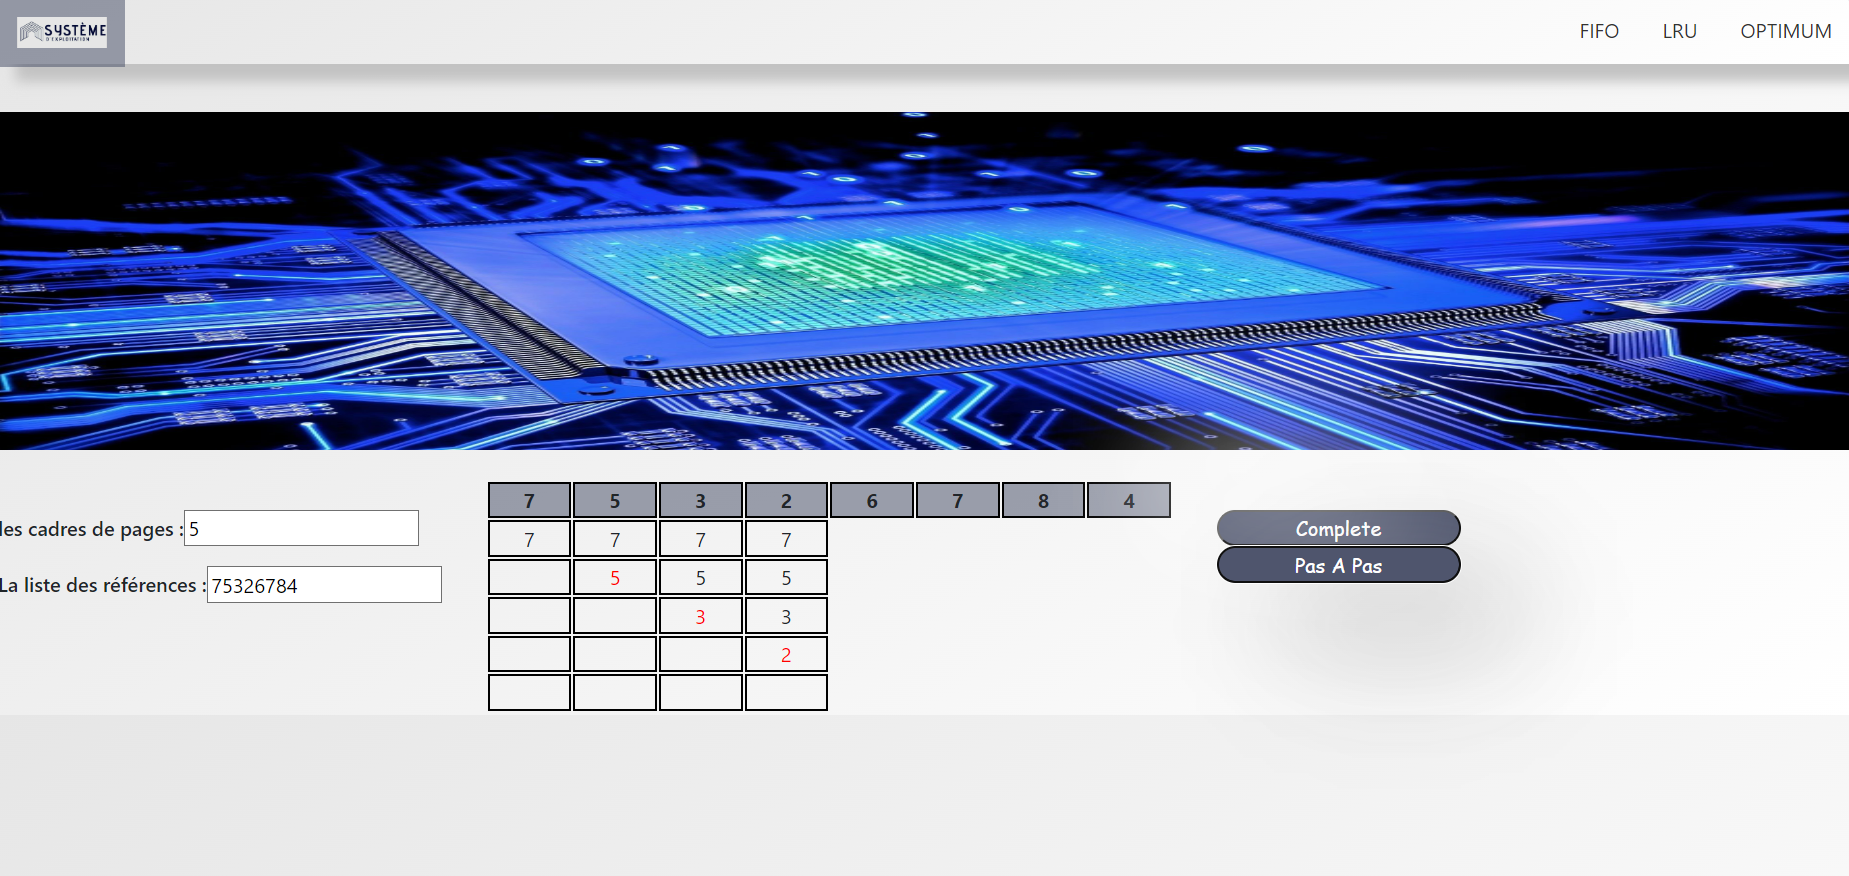 SYSTÈME
D'EXPLOITATION
FIFO LRU OPTIMUM
les cadres de pages : 5
La liste des références : 75326784
7 5 3 2 6 7 8 4
7 7 7 7
5 5 5
3 3
2
Complete
Pas A Pas